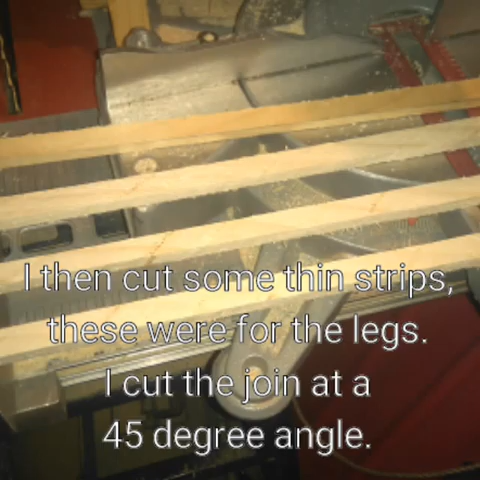 I then cut some thin strips,
these were for the legs.
I cut the join at a
45 degree angle.